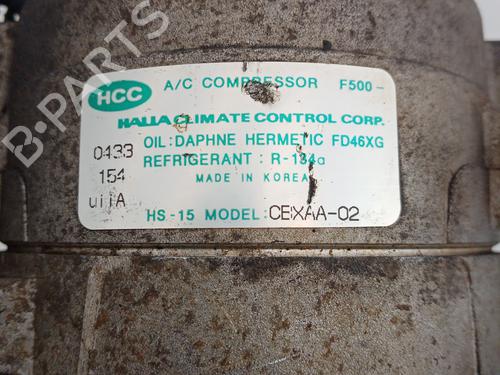 HCC A/C COMPRESSOR F500-
HALLA CLIMATE CONTROL CORP.
OIL:DAPHNE HERMETIC FD46XG
REFRIGERANT : R-134a
MADE IN KOREA
0433
154
uiiA
HS-15 MODEL: CEXAA-02
B-PARTS